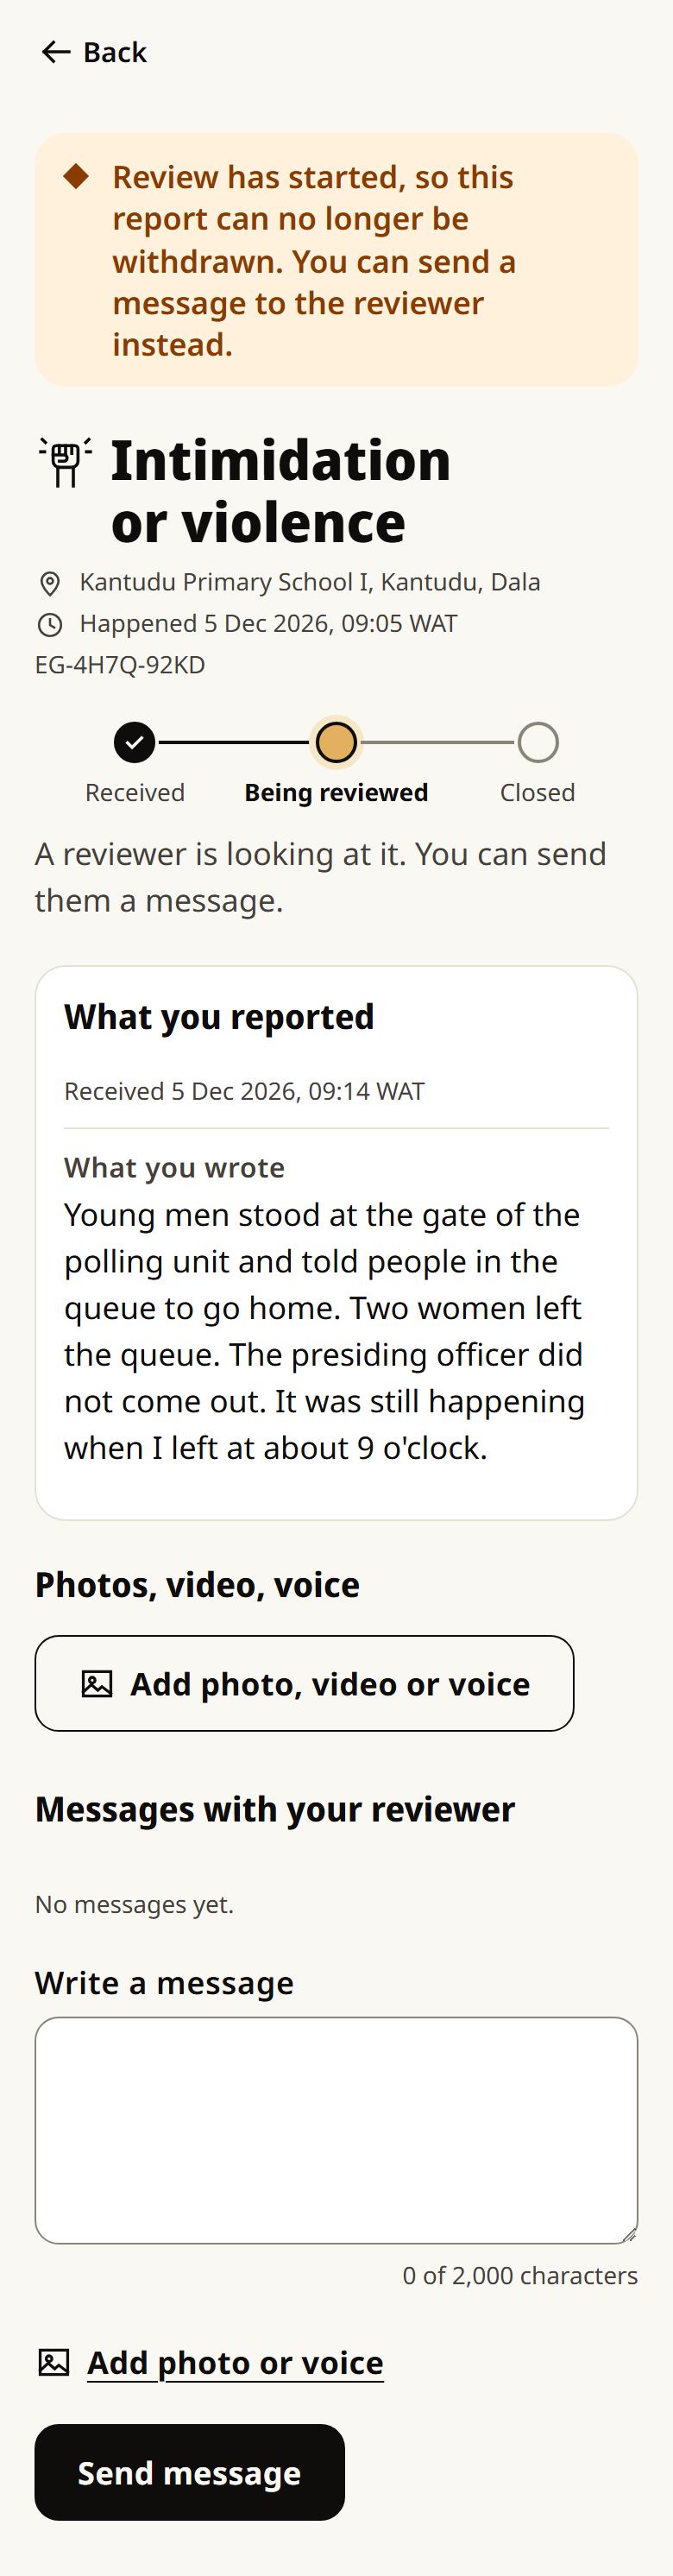 Back
Review has started, so this
report can no longer be
withdrawn. You can send a
message to the reviewer
instead.
Intimidation
or violence
Kantudu Primary School I, Kantudu, Dala
Happened 5 Dec 2026, 09:05 WAT
EG-4H7Q-92KD
Received
Being reviewed
Closed
A reviewer is looking at it. You can send
them a message.
What you reported
Received 5 Dec 2026, 09:14 WAT
What you wrote
Young men stood at the gate of the
polling unit and told people in the
queue to go home. Two women left
the queue. The presiding officer did
not come out. It was still happening
when I left at about 9 o'clock.
Photos, video, voice
Add photo, video or voice
Messages with your reviewer
No messages yet.
Write a message
0 of 2,000 characters
Add photo or voice
Send message